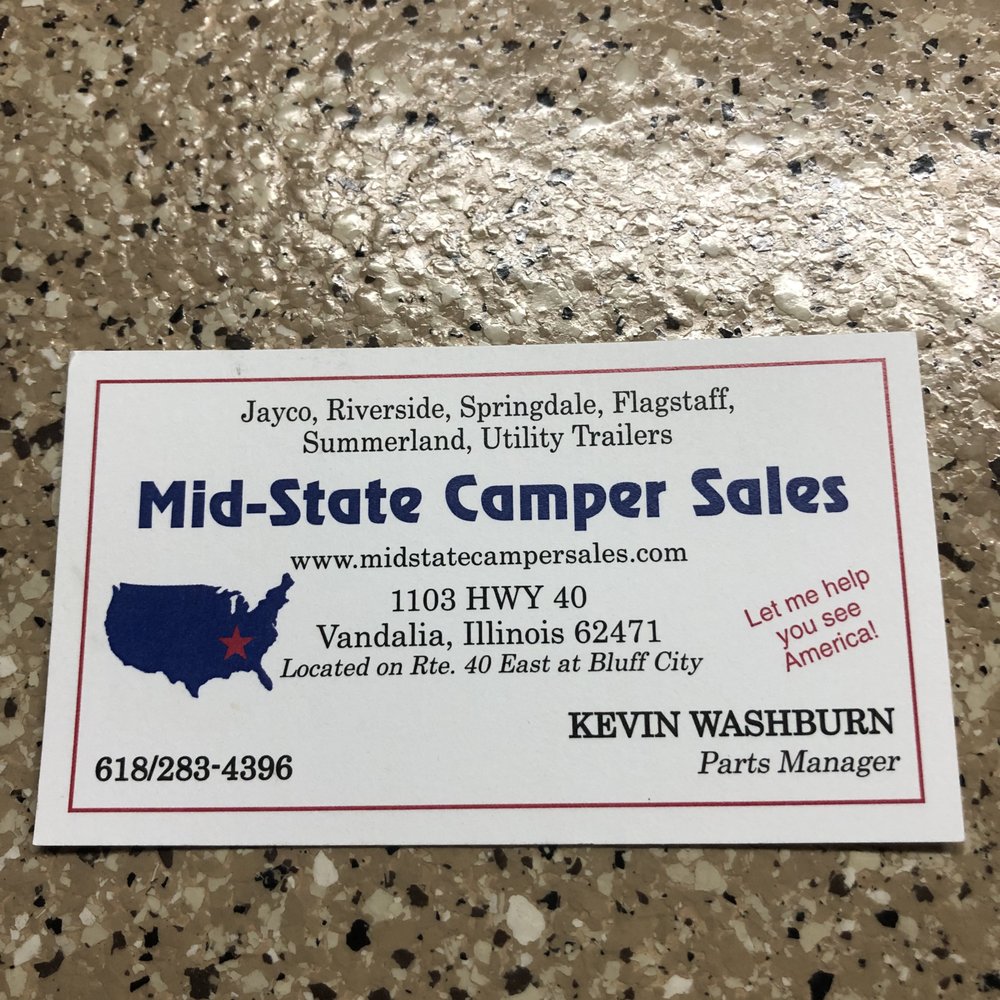 Jayco, Riverside, Springdale, Flagstaff,
Summerland, Utility Trailers
Mid-State Camper Sales
www.midstatecampersales.com
1103 HWY 40
Vandalia, Illinois 62471
Located on Rte. 40 East at Bluff City
Let me help
you see
America!
KEVIN WASHBURN
Parts Manager
618/283-4396